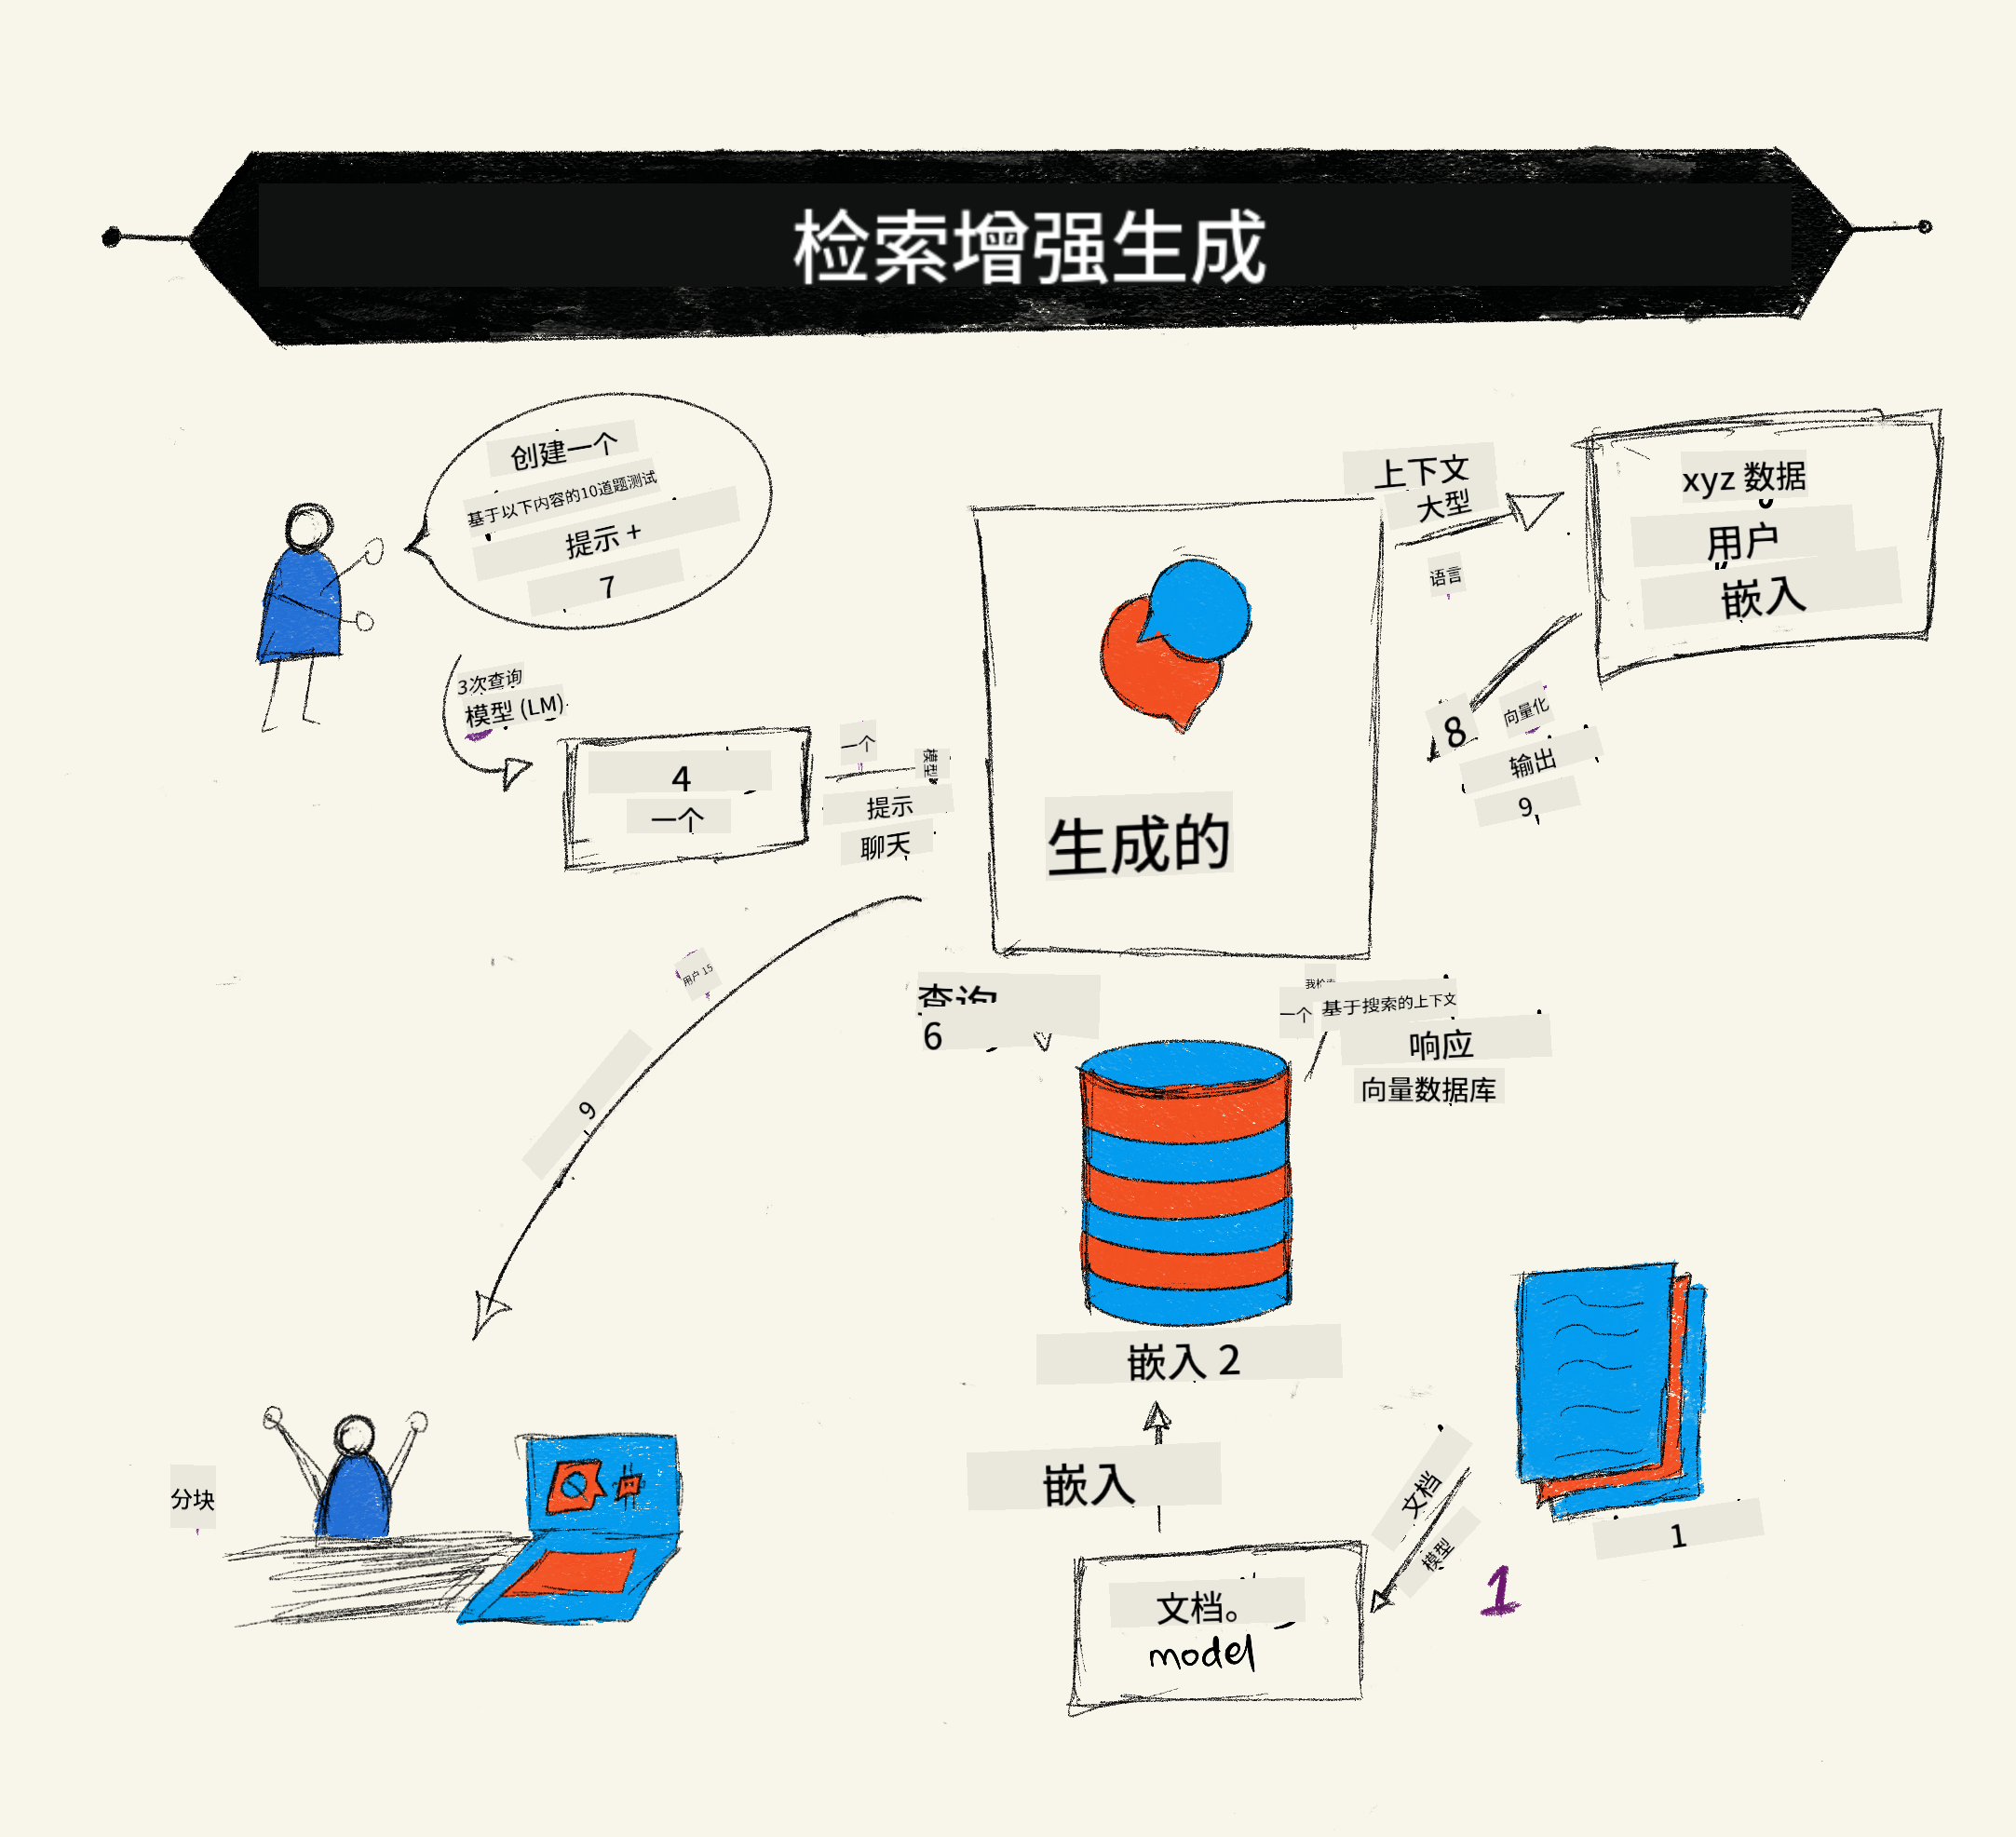 检索增强生成
创建一个
基于以下内容的10道题测试
提示 +
7
上下文
大型
语言
xyz 数据
用户
嵌入
3次查询
模型 (LM)
4
一个
一个
模型
提示
聊天
生成的
8
向量化
输出
9
用户 15
9
查询
6
一个
基于搜索的上下文
响应
向量数据库
嵌入 2
嵌入
文档
模型
1
1
文档。
model
分块